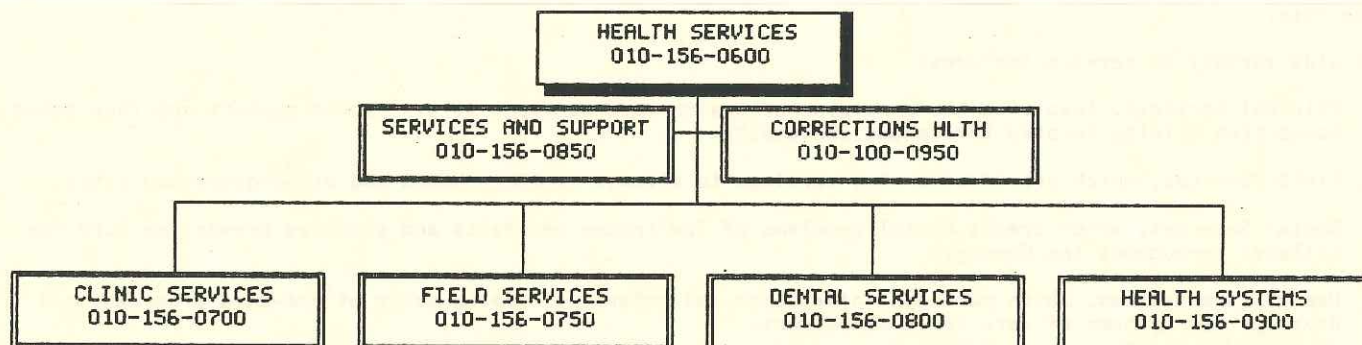 HEALTH SERVICES
010-156-0600
SERVICES AND SUPPORT
010-156-0850
CORRECTIONS HLTH
010-100-0950
CLINIC SERVICES
010-156-0700
FIELD SERVICES
010-156-0750
DENTAL SERVICES
010-156-0800
HEALTH SYSTEMS
010-156-0900